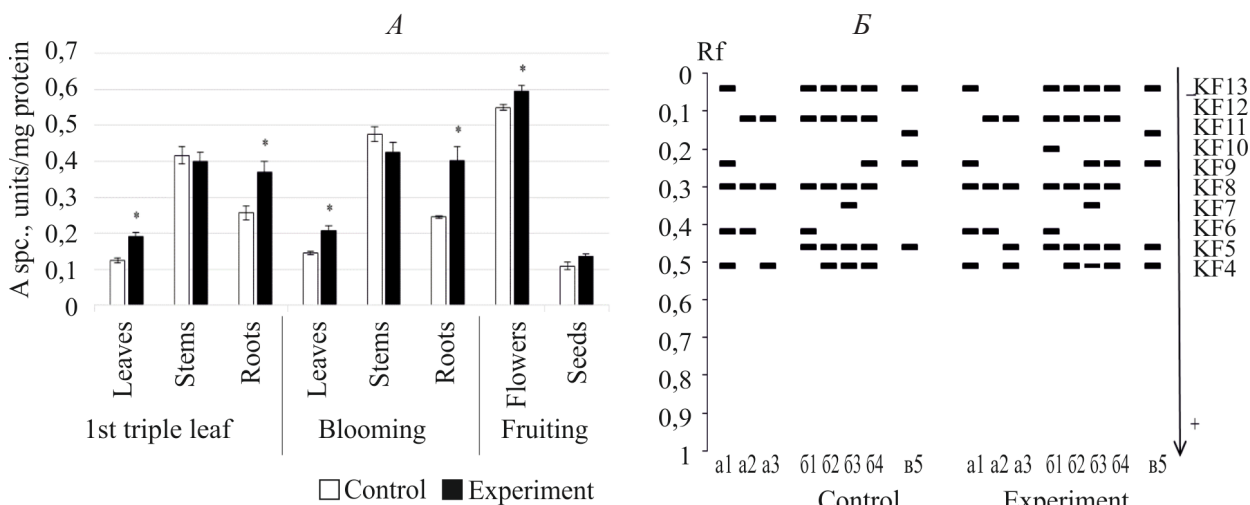 А
A spc., units/mg protein
0,7
0,6
0,5
0,4
0,3
0,2
0,1
0
*
*
*
*
*
Leaves
Stems
Roots
Leaves
Stems
Roots
Flowers
Seeds
1st triple leaf
Blooming
Fruiting
Control
Experiment
Б
Rf
0
0,1
0,2
0,3
0,4
0,5
0,6
0,7
0,8
0,9
1
_
KF13
KF12
KF11
KF10
KF9
KF8
KF7
KF6
KF5
KF4
+
а1 а2 а3 б1 б2 б3 б4 в5 а1 а2 а3 б1 б2 б3 б4 в5
Control Experiment